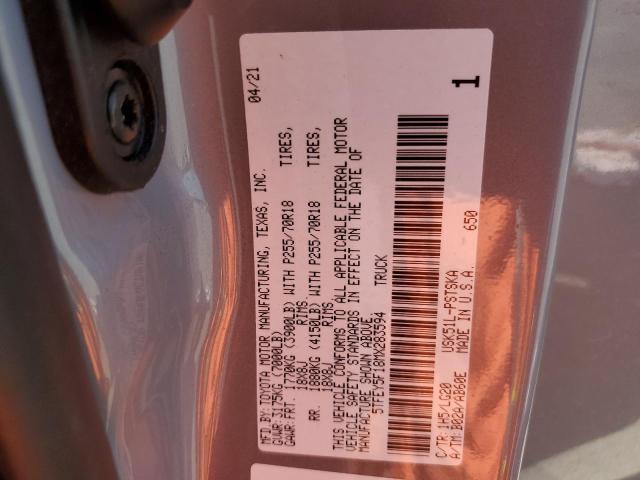 MFD. BY: TOYOTA MOTOR MANUFACTURING, TEXAS, INC. 04/21
GVWR: 3175KG (7000LB)
GAWR: FRT. 1770KG (3900LB) WITH P255/70R18 TIRES,
18X8J RIMS,
RR. 1880KG (4150LB) WITH P255/70R18 TIRES,
18X8J RIMS,
THIS VEHICLE CONFORMS TO ALL APPLICABLE FEDERAL MOTOR
VEHICLE SAFETY STANDARDS IN EFFECT ON THE DATE OF
MANUFACTURE SHOWN ABOVE.
5TFEY5F18MX283594 TRUCK
C/TR: 1H5/LG20 USK51L-PSTSKA 650
A/TM: B02A/AB60E MADE IN U.S.A.
1